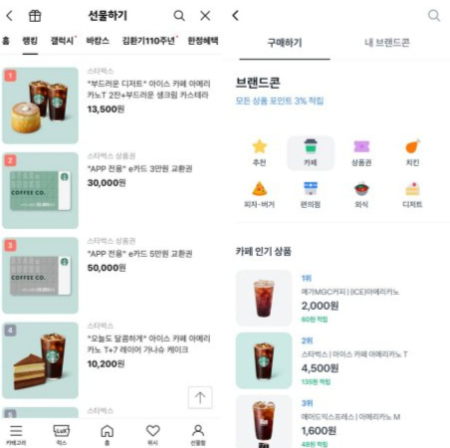 선물하기
홈 랭킹 갤럭시 바캉스 김환기110주년 한정혜택
1
스타벅스
"부드러운 디저트" 아이스 카페 아메리
카노T 2잔+부드러운 생크림 카스테라
13,500원
2
스타벅스 상품권
"APP 전용" e카드 3만원 교환권
30,000원
COFFEE CO.
3
스타벅스 상품권
"APP 전용" e카드 5만원 교환권
50,000원
COFFEE CO.
4
스타벅스
"오늘도 달콤하게" 아이스 카페 아메리
카노 T+7 레이어 가나슈 케이크
10,200원
5
스타벅스
카테고리
홈
위시
선물함
구매하기
내 브랜드콘
브랜드콘
모든 상품 포인트 3% 적립
추천 카페 상품권 치킨
피자·버거 편의점 외식 디저트
카페 인기 상품
1위
메가MGC커피 | (ICE)아메리카노
2,000원
60원 적립
2위
스타벅스 | 아이스 카페 아메리카노 T
4,500원
135원 적립
3위
매머드익스프레스 | 아메리카노 M
1,600원
48원 적립